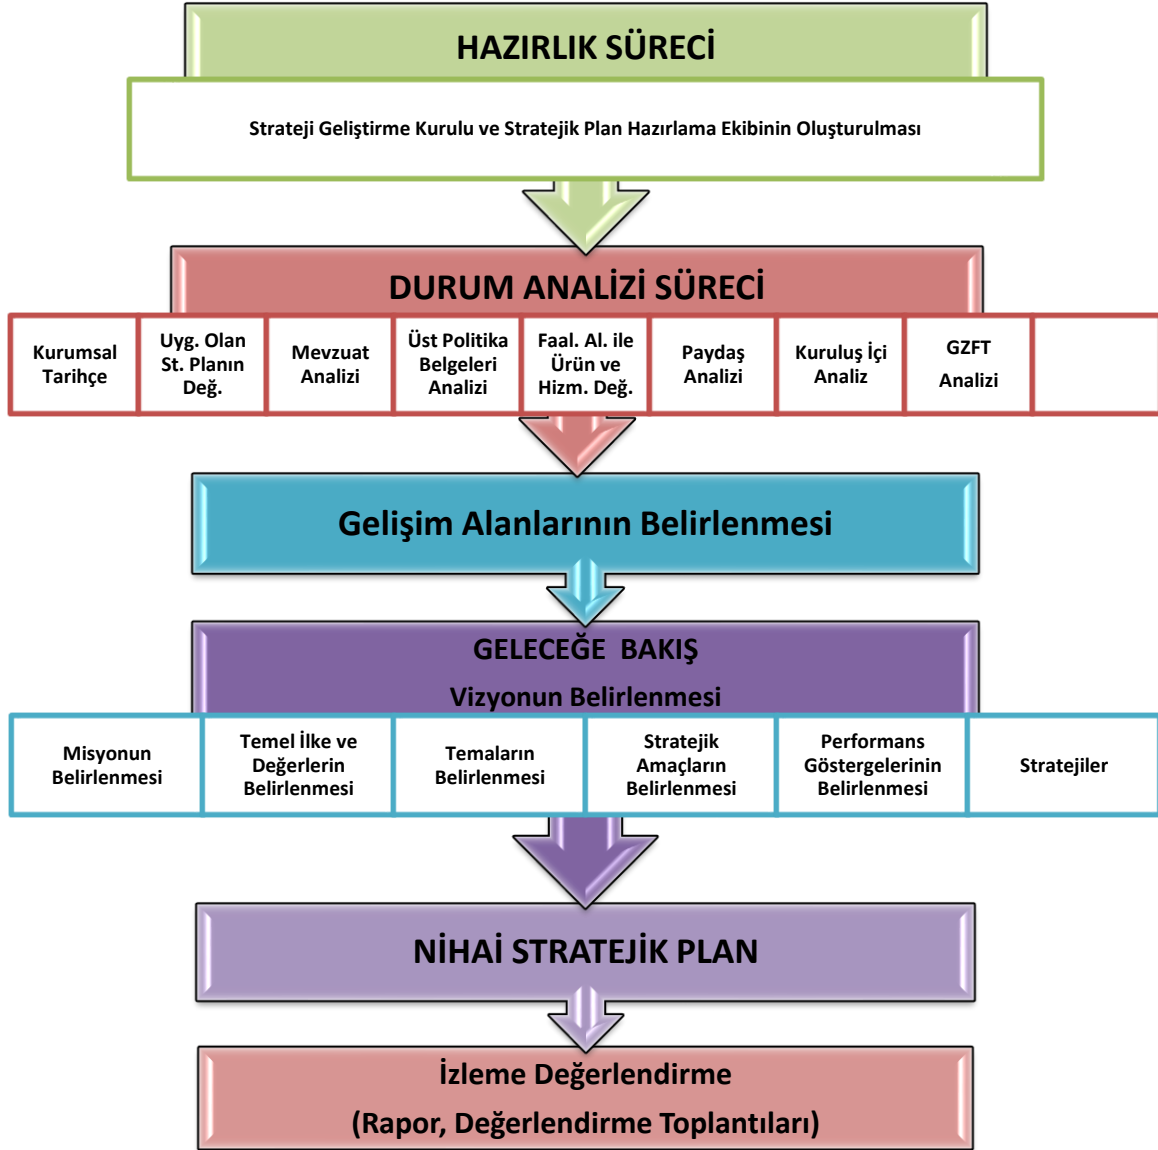 HAZIRLIK SÜRECİ
Strateji Geliştirme Kurulu ve Stratejik Plan Hazırlama Ekibinin Oluşturulması
DURUM ANALİZİ SÜRECİ
Kurumsal
Tarihçe
Uyg. Olan
St. Planın
Değ.
Mevzuat
Analizi
Üst Politika
Belgeleri
Analizi
Faal. Al. ile
Ürün ve
Hizm. Değ.
Paydaş
Analizi
Kuruluş İçi
Analiz
GZFT
Analizi
Gelişim Alanlarının Belirlenmesi
GELECEĞE BAKIŞ
Vizyonun Belirlenmesi
Misyonun
Belirlenmesi
Temel İlke ve
Değerlerin
Belirlenmesi
Temaların
Belirlenmesi
Stratejik
Amaçların
Belirlenmesi
Performans
Göstergelerinin
Belirlenmesi
Stratejiler
NİHAİ STRATEJİK PLAN
İzleme Değerlendirme
(Rapor, Değerlendirme Toplantıları)